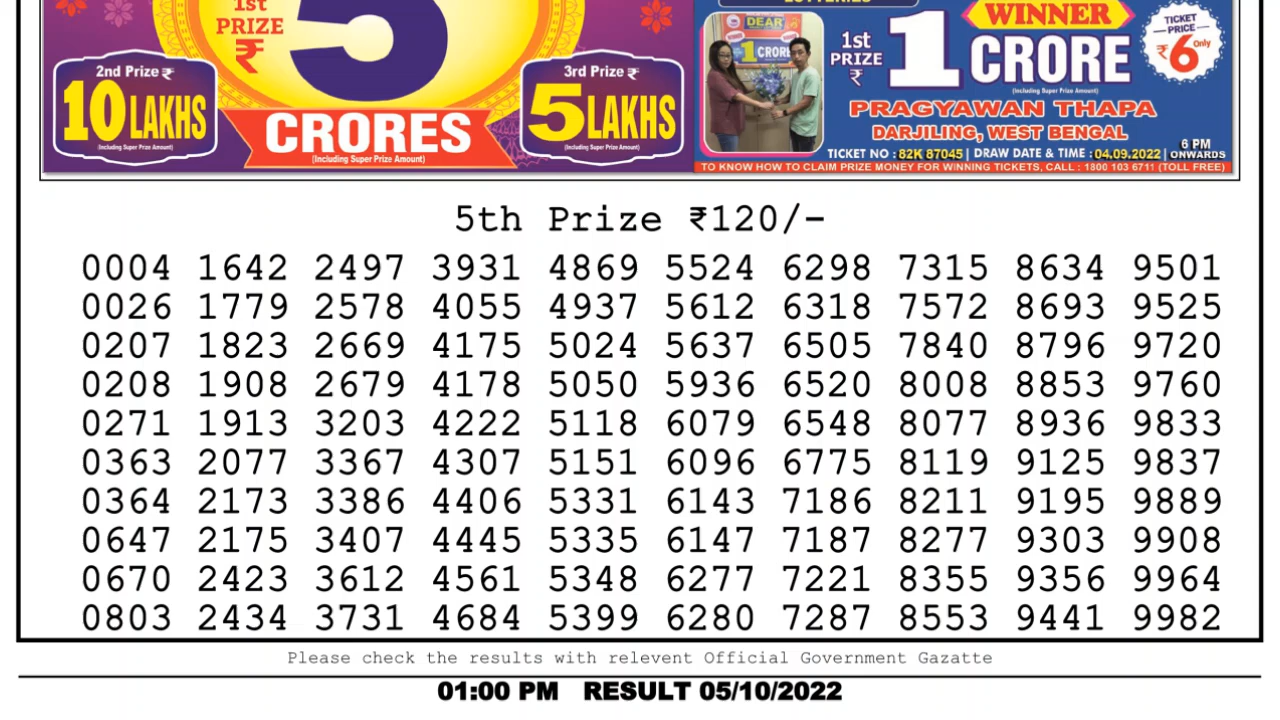 1st
PRIZE
₹
5
CRORES
(Including Super Prize Amount)
2nd Prize ₹
10 LAKHS
(Including Super Prize Amount)
3rd Prize ₹
5 LAKHS
(Including Super Prize Amount)
LOTTERIES
DEAR
1 CRORE
1st
PRIZE
₹
1
WINNER
CRORE
(Including Super Prize Amount)
TICKET
PRICE
₹6 Only
PRAGYAWAN THAPA
DARJILING, WEST BENGAL
TICKET NO : 82K 87045 | DRAW DATE & TIME : 04.09.2022 | 6 PM ONWARDS
TO KNOW HOW TO CLAIM PRIZE MONEY FOR WINNING TICKETS, CALL : 1800 103 6711 (TOLL FREE)
5th Prize ₹120/-
0004 1642 2497 3931 4869 5524 6298 7315 8634 9501
0026 1779 2578 4055 4937 5612 6318 7572 8693 9525
0207 1823 2669 4175 5024 5637 6505 7840 8796 9720
0208 1908 2679 4178 5050 5936 6520 8008 8853 9760
0271 1913 3203 4222 5118 6079 6548 8077 8936 9833
0363 2077 3367 4307 5151 6096 6775 8119 9125 9837
0364 2173 3386 4406 5331 6143 7186 8211 9195 9889
0647 2175 3407 4445 5335 6147 7187 8277 9303 9908
0670 2423 3612 4561 5348 6277 7221 8355 9356 9964
0803 2434 3731 4684 5399 6280 7287 8553 9441 9982
Please check the results with relevent Official Government Gazatte
01:00 PM RESULT 05/10/2022